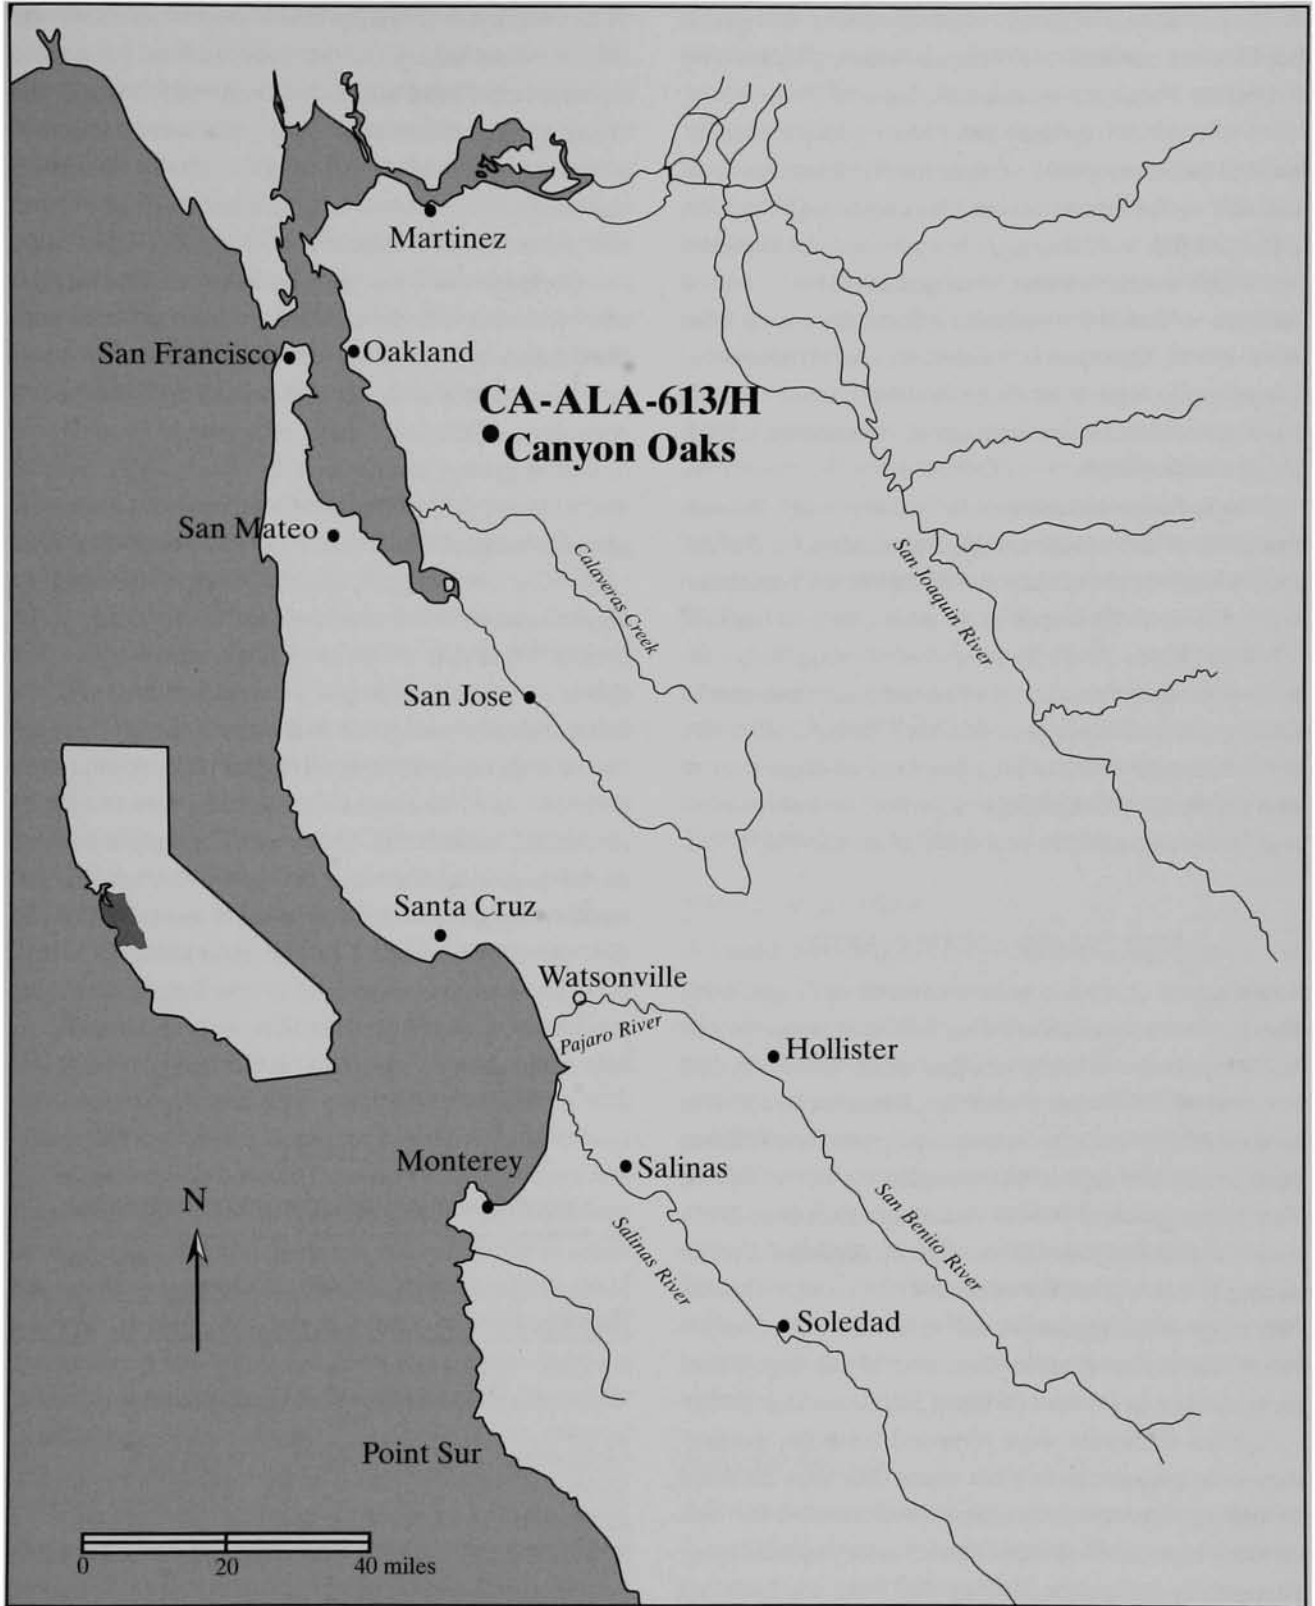 Martinez
San Francisco
Oakland
CA-ALA-613/H
Canyon Oaks
San Mateo
Calaveras Creek
San Joaquin River
San Jose
Santa Cruz
Watsonville
Pajaro River
Hollister
Monterey
Salinas
N
San Benito River
Salinas River
Soledad
Point Sur
0 20 40 miles